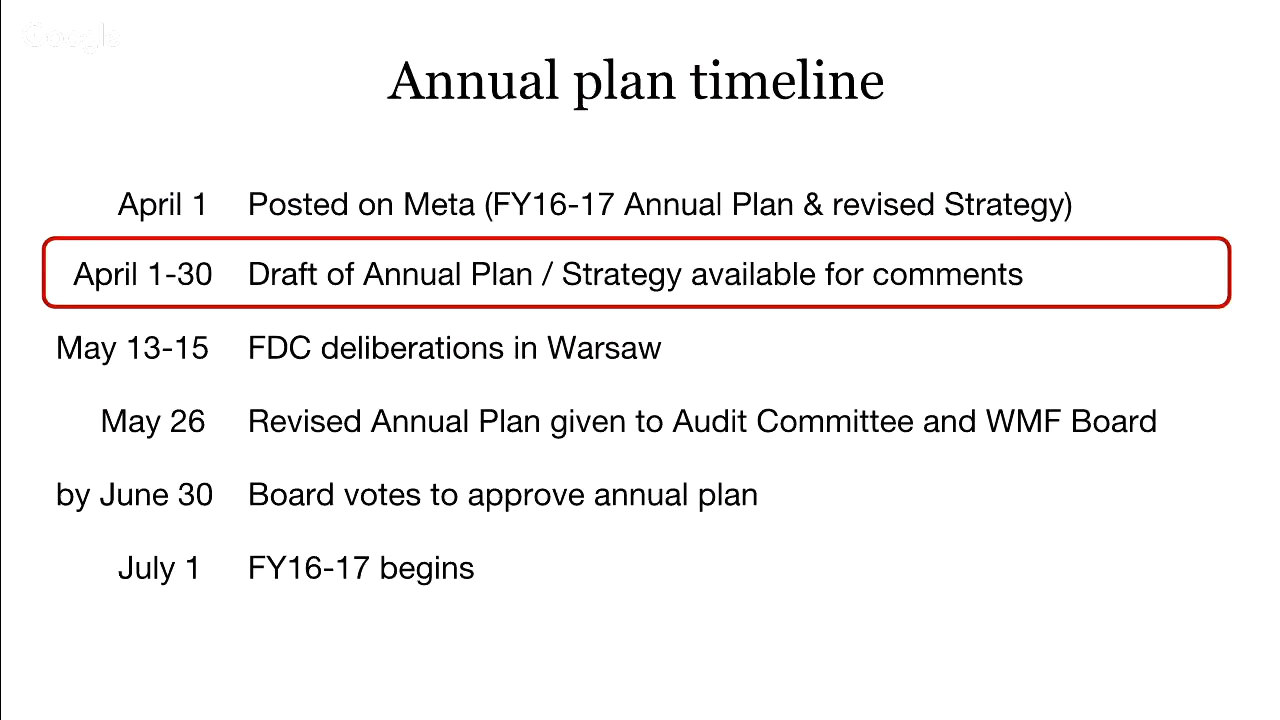 Google
Annual plan timeline
April 1 Posted on Meta (FY16-17 Annual Plan & revised Strategy)
April 1-30 Draft of Annual Plan / Strategy available for comments
May 13-15 FDC deliberations in Warsaw
May 26 Revised Annual Plan given to Audit Committee and WMF Board
by June 30 Board votes to approve annual plan
July 1 FY16-17 begins